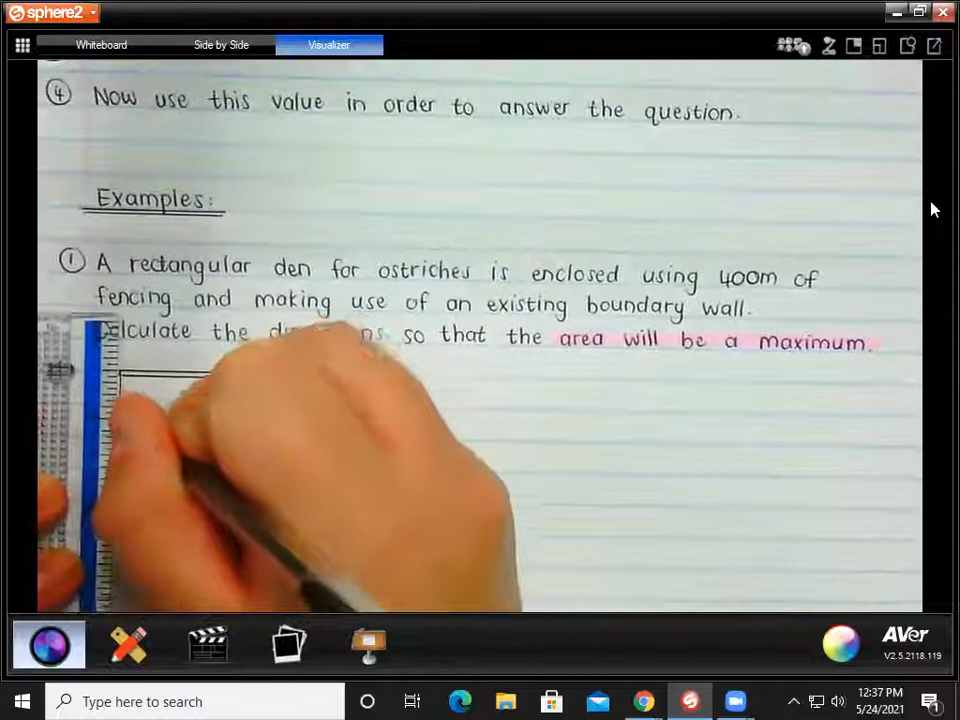 sphere2
Whiteboard
Side by Side
Visualizer
④ Now use this value in order to answer the question.
Examples:
① A rectangular den for ostriches is enclosed using 400m of
fencing and making use of an existing boundary wall.
Calculate the so that the area will be a maximum.
AVer
V2.5.2118.119
Type here to search
12:37 PM
5/24/2021
1